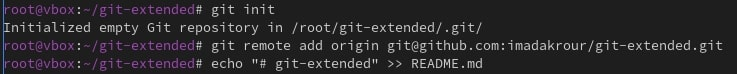 root@vbox:~/git-extended# git init
Initialized empty Git repository in /root/git-extended/.git/
root@vbox:~/git-extended# git remote add origin git@github.com:imadakrour/git-extended.git
root@vbox:~/git-extended# echo "# git-extended" >> README.md